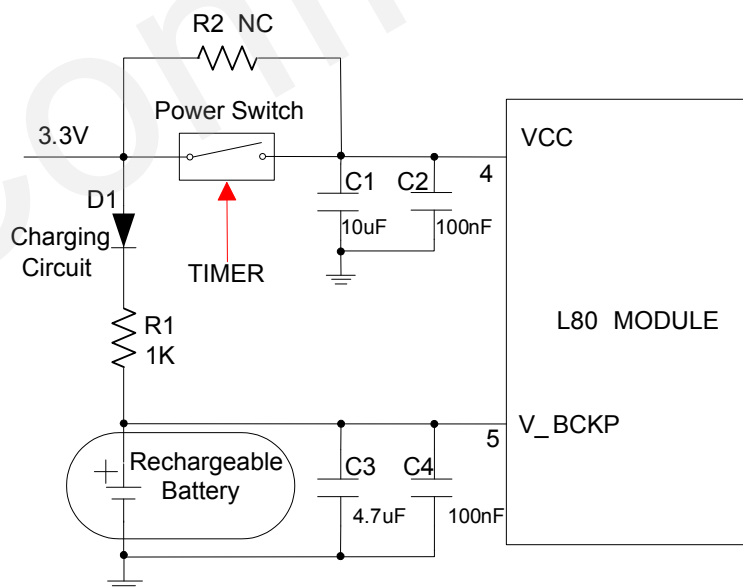 R2 NC
Power Switch
3.3V
VCC
4
D1
C1
C2
10uF
100nF
Charging
Circuit
TIMER
L80 MODULE
R1
1K
V_BCKP
5
+
Rechargeable
Battery
C3
C4
4.7uF
100nF